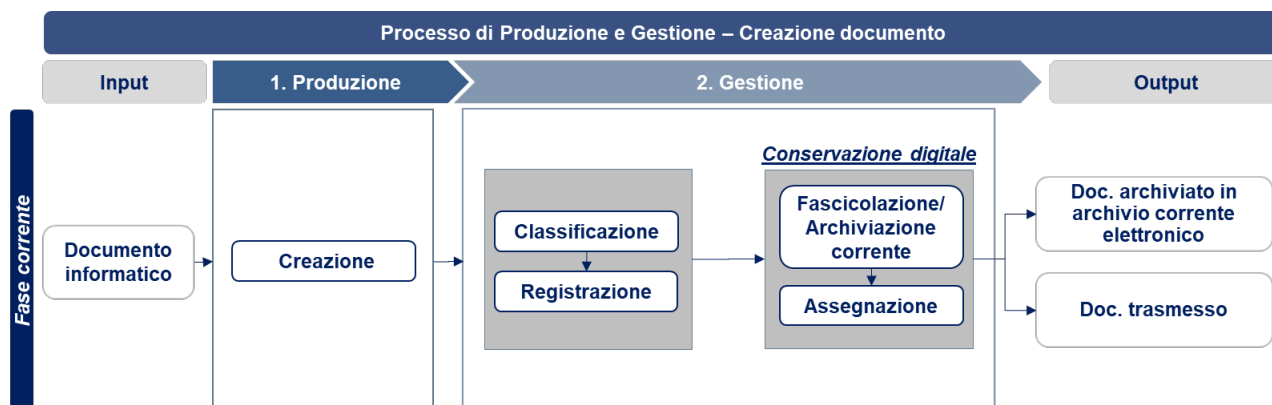 Processo di Produzione e Gestione – Creazione documento
Input
1. Produzione
2. Gestione
Output
Fase corrente
Documento
informatico
Creazione
Classificazione
Registrazione
Conservazione digitale
Fascicolazione/
Archiviazione
corrente
Assegnazione
Doc. archiviato in
archivio corrente
elettronico
Doc. trasmesso